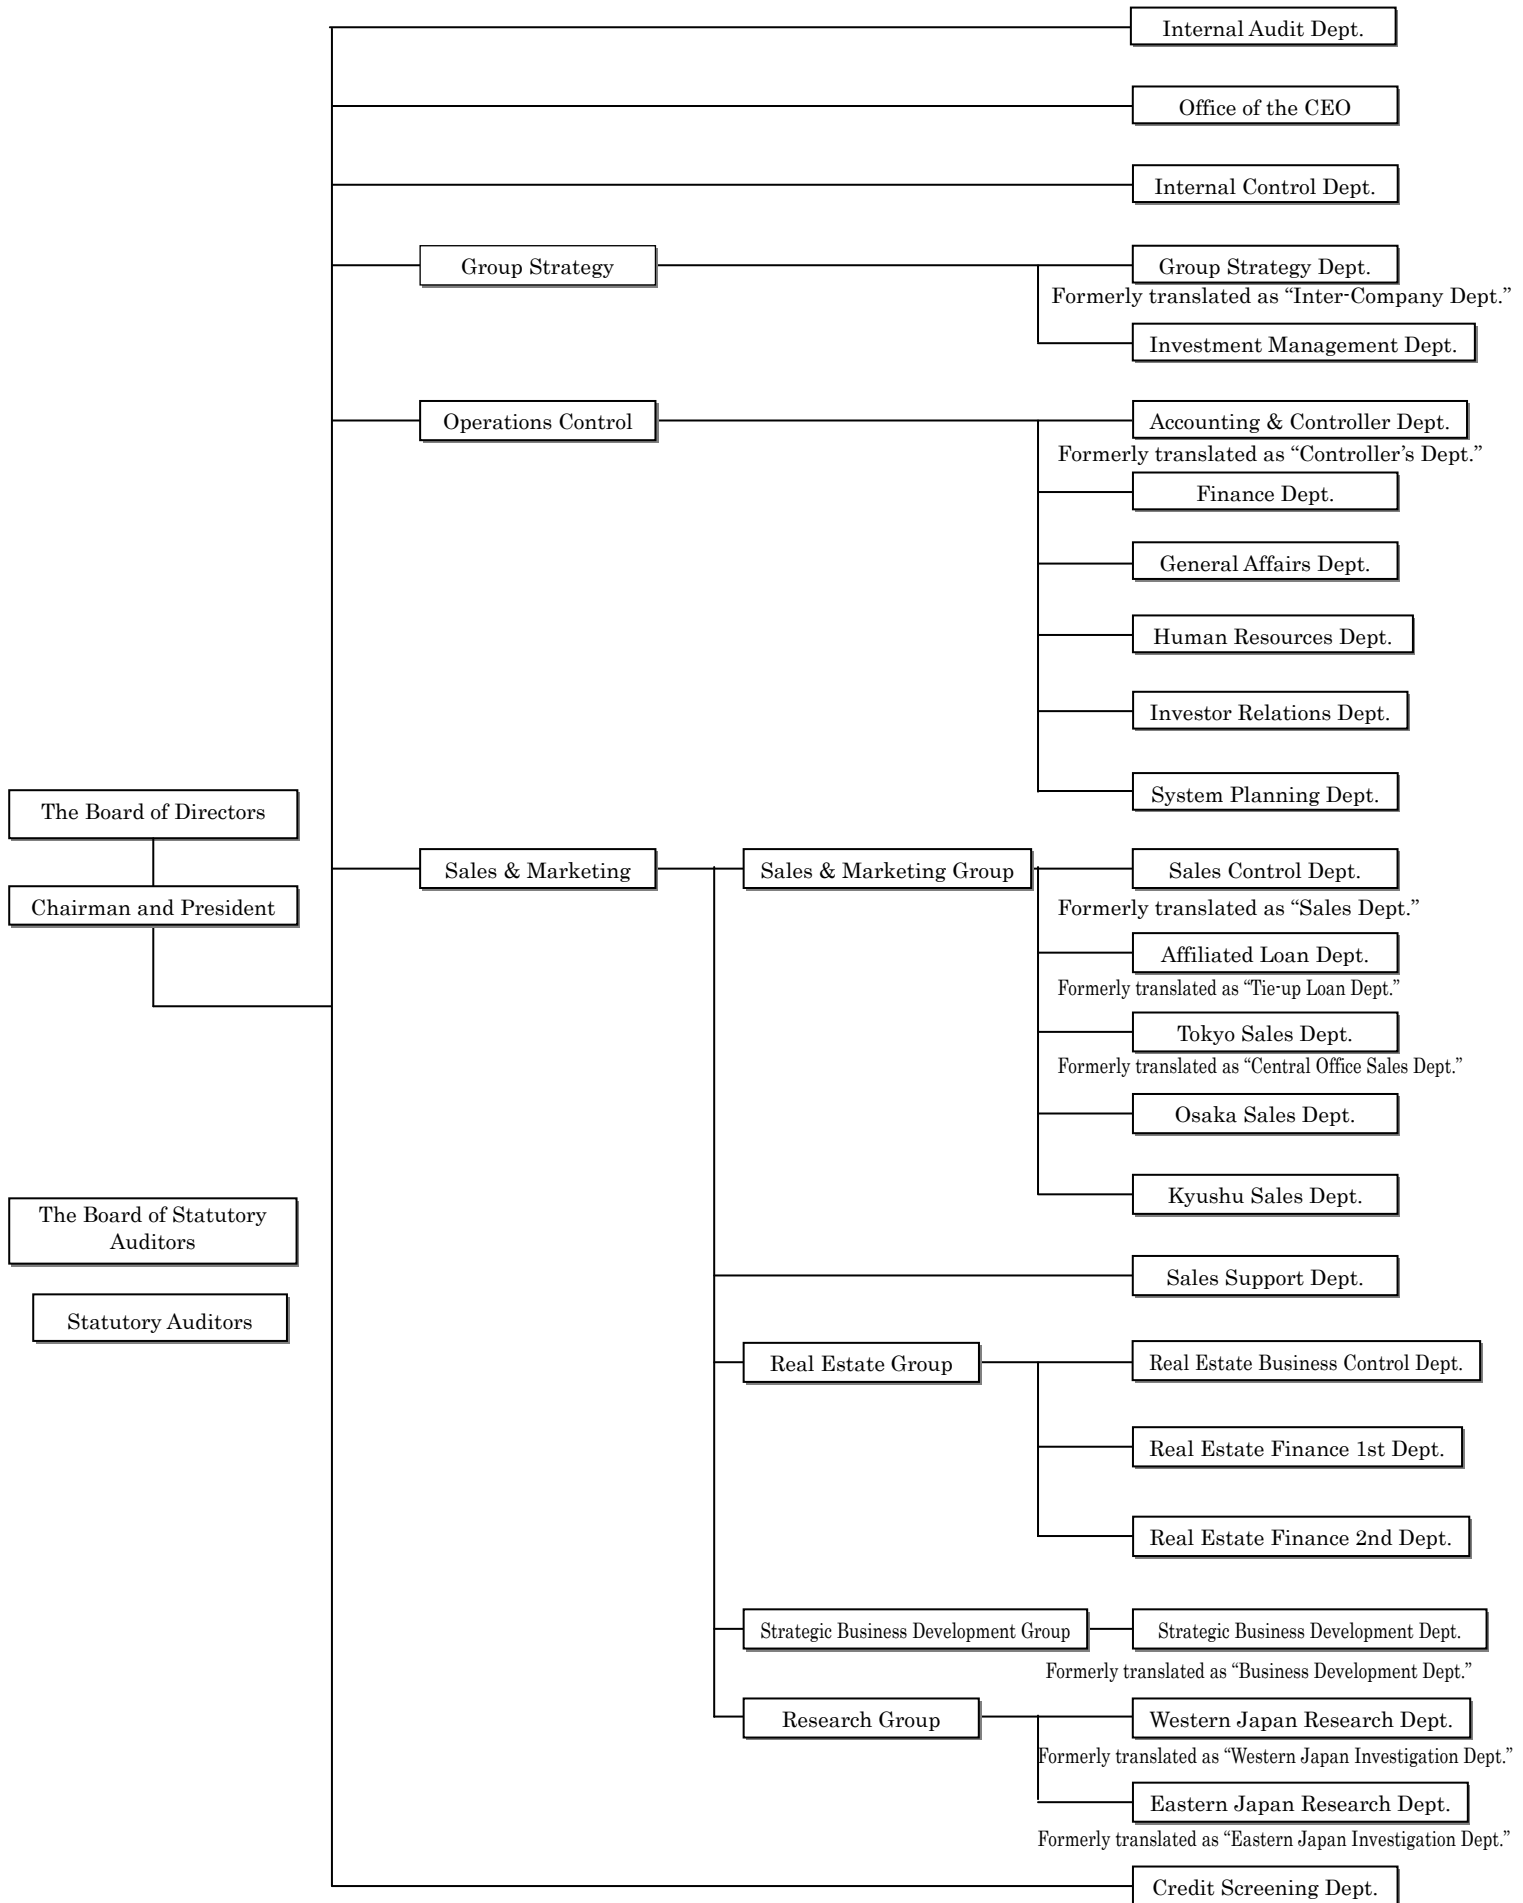 Internal Audit Dept.
Office of the CEO
Internal Control Dept.
Group Strategy
Group Strategy Dept.
Formerly translated as “Inter-Company Dept.”
Investment Management Dept.
Operations Control
Accounting & Controller Dept.
Formerly translated as “Controller’s Dept.”
Finance Dept.
General Affairs Dept.
Human Resources Dept.
Investor Relations Dept.
System Planning Dept.
The Board of Directors
Chairman and President
Sales & Marketing
Sales & Marketing Group
Sales Control Dept.
Formerly translated as “Sales Dept.”
Affiliated Loan Dept.
Formerly translated as “Tie-up Loan Dept.”
Tokyo Sales Dept.
Formerly translated as “Central Office Sales Dept.”
Osaka Sales Dept.
Kyushu Sales Dept.
The Board of Statutory
Auditors
Statutory Auditors
Sales Support Dept.
Real Estate Group
Real Estate Business Control Dept.
Real Estate Finance 1st Dept.
Real Estate Finance 2nd Dept.
Strategic Business Development Group
Strategic Business Development Dept.
Formerly translated as “Business Development Dept.”
Research Group
Western Japan Research Dept.
Formerly translated as “Western Japan Investigation Dept.”
Eastern Japan Research Dept.
Formerly translated as “Eastern Japan Investigation Dept.”
Credit Screening Dept.